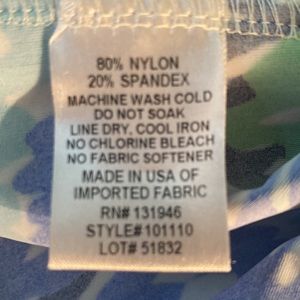 80% NYLON
20% SPANDEX
MACHINE WASH COLD
DO NOT SOAK
LINE DRY, COOL IRON
NO CHLORINE BLEACH
NO FABRIC SOFTENER
MADE IN USA OF
IMPORTED FABRIC
RN# 131946
STYLE#101110
LOT# 51832